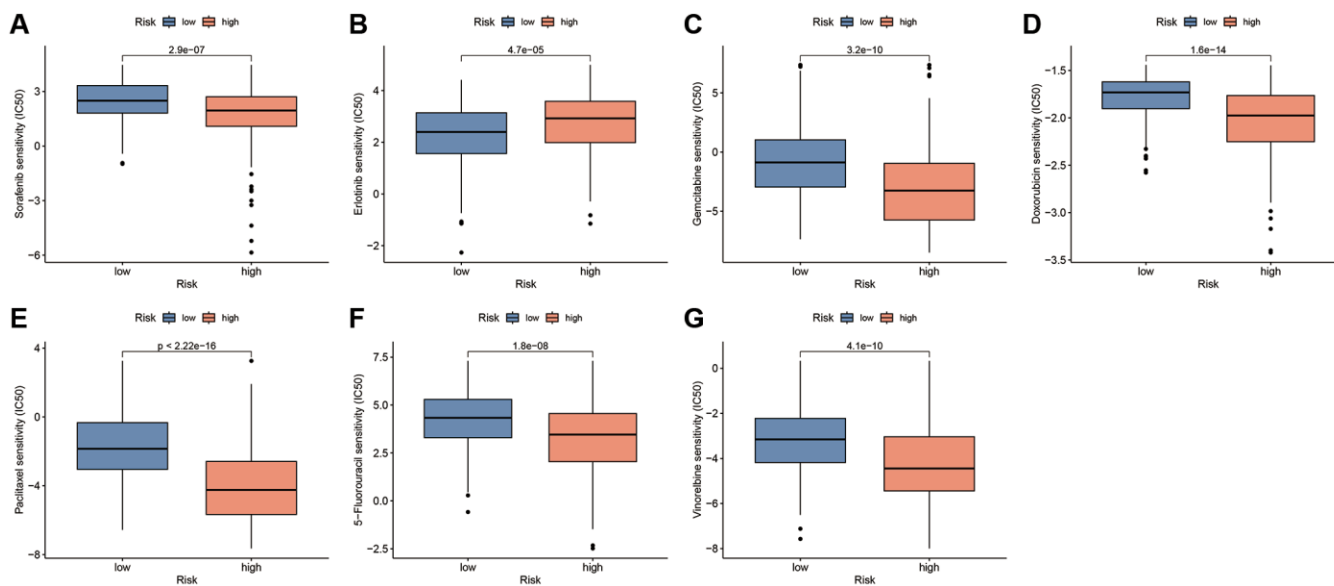 A
Risk low high
2.9e−07
Sorafenib sensitivity (IC50)
3
0
−3
−6
low high
Risk
B
Risk low high
4.7e−05
Erlotinib sensitivity (IC50)
4
2
0
−2
low high
Risk
C
Risk low high
3.2e−10
Gemcitabine sensitivity (IC50)
5
0
−5
low high
Risk
D
Risk low high
1.6e−14
Doxorubicin sensitivity (IC50)
−1.5
−2.0
−2.5
−3.0
−3.5
low high
Risk
E
Risk low high
p < 2.22e−16
Paclitaxel sensitivity (IC50)
4
0
−4
−8
low high
Risk
F
Risk low high
1.8e−08
5−Fluorouracil sensitivity (IC50)
7.5
5.0
2.5
0.0
−2.5
low high
Risk
G
Risk low high
4.1e−10
Vinorelbine sensitivity (IC50)
0
−2
−4
−6
−8
low high
Risk